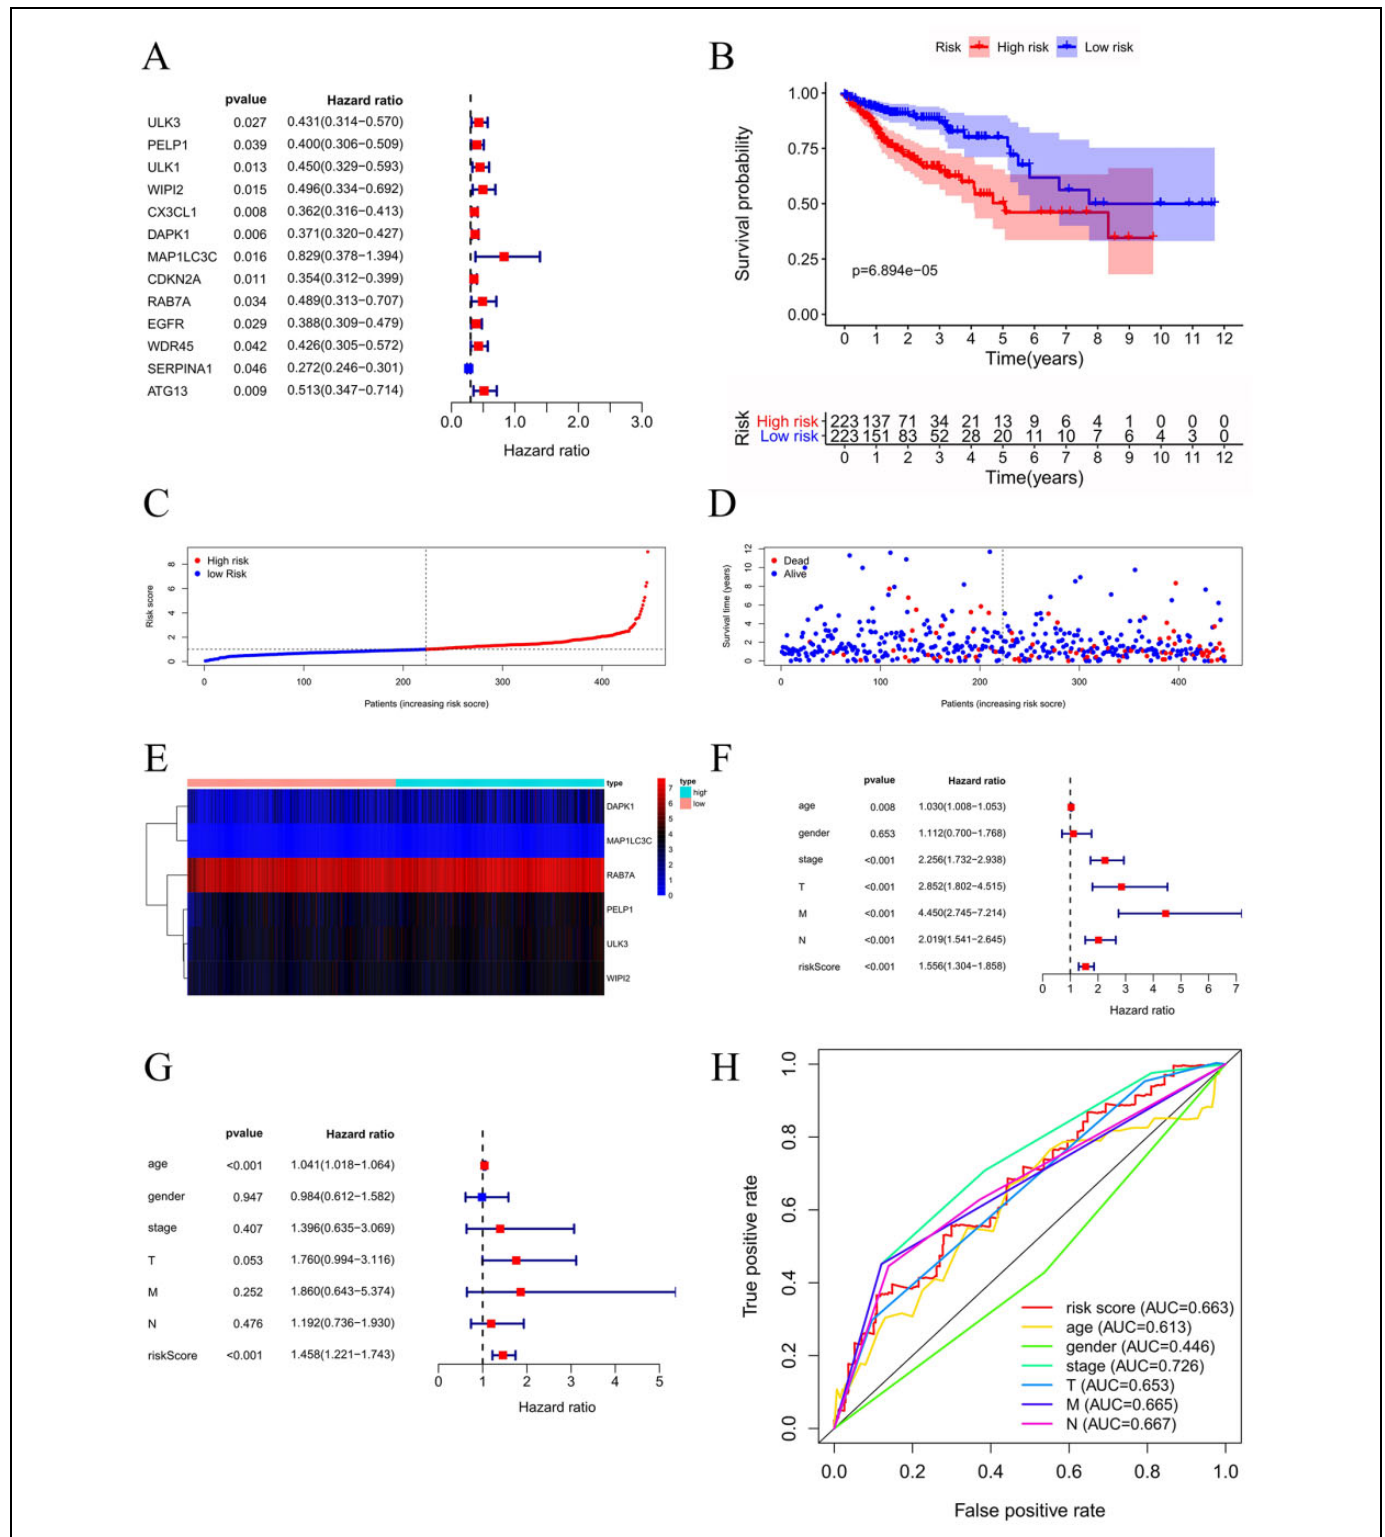 A
pvalue Hazard ratio
ULK3 0.027 0.431(0.314−0.570)
PELP1 0.039 0.400(0.306−0.509)
ULK1 0.013 0.450(0.329−0.593)
WIPI2 0.015 0.496(0.334−0.692)
CX3CL1 0.008 0.362(0.316−0.413)
DAPK1 0.006 0.371(0.320−0.427)
MAP1LC3C 0.016 0.829(0.378−1.394)
CDKN2A 0.011 0.354(0.312−0.399)
RAB7A 0.034 0.489(0.313−0.707)
EGFR 0.029 0.388(0.309−0.479)
WDR45 0.042 0.426(0.305−0.572)
SERPINA1 0.046 0.272(0.246−0.301)
ATG13 0.009 0.513(0.347−0.714)
0.0 1.0 2.0 3.0
Hazard ratio
B
Risk High risk Low risk
Survival probability
1.00
0.75
0.50
0.25
0.00
p=6.894e−05
0 1 2 3 4 5 6 7 8 9 10 11 12
Time(years)
Risk
High risk 223 137 71 34 21 13 9 6 4 1 0 0 0
Low risk 223 151 83 52 28 20 11 10 7 6 4 3 0
0 1 2 3 4 5 6 7 8 9 10 11 12
Time(years)
C
High risk
low Risk
Risk score
8
6
4
2
0
0 100 200 300 400
Patients (increasing risk socre)
D
Dead
Alive
Survival time (years)
12
10
8
6
4
2
0
0 100 200 300 400
Patients (increasing risk socre)
E
type
DAPK1
MAP1LC3C
RAB7A
PELP1
ULK3
WIPI2
7
6
5
4
3
2
1
0
type
high
low
F
pvalue Hazard ratio
age 0.008 1.030(1.008−1.053)
gender 0.653 1.112(0.700−1.768)
stage <0.001 2.256(1.732−2.938)
T <0.001 2.852(1.802−4.515)
M <0.001 4.450(2.745−7.214)
N <0.001 2.019(1.541−2.645)
riskScore <0.001 1.556(1.304−1.858)
0 1 2 3 4 5 6 7
Hazard ratio
G
pvalue Hazard ratio
age <0.001 1.041(1.018−1.064)
gender 0.947 0.984(0.612−1.582)
stage 0.407 1.396(0.635−3.069)
T 0.053 1.760(0.994−3.116)
M 0.252 1.860(0.643−5.374)
N 0.476 1.192(0.736−1.930)
riskScore <0.001 1.458(1.221−1.743)
0 1 2 3 4 5
Hazard ratio
H
True positive rate
1.0
0.8
0.6
0.4
0.2
0.0
risk score (AUC=0.663)
age (AUC=0.613)
gender (AUC=0.446)
stage (AUC=0.726)
T (AUC=0.653)
M (AUC=0.665)
N (AUC=0.667)
0.0 0.2 0.4 0.6 0.8 1.0
False positive rate